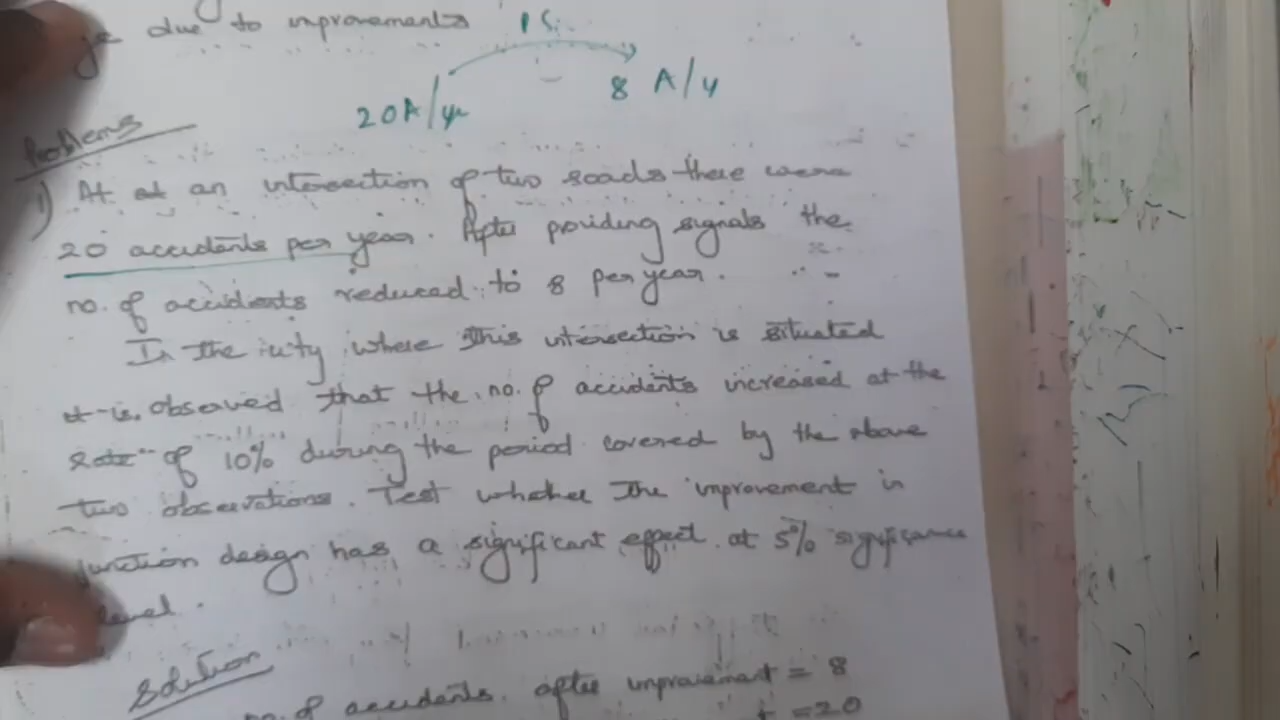 ge due to improvements
1 S.
20 A/yr
8 A/y
Problems
1) At at an intersection of two roads there were
20 accidents per year. After providing signals the
no. of accidents reduced to 8 per year.
In the city where this intersection is situated
it is observed that the no. of accidents increased at the
rate of 10% during the period covered by the above
two observations. Test whether the improvement in
junction design has a significant effect at 5% significance
level.
Solution
no. of accidents after improvement = 8
= 20